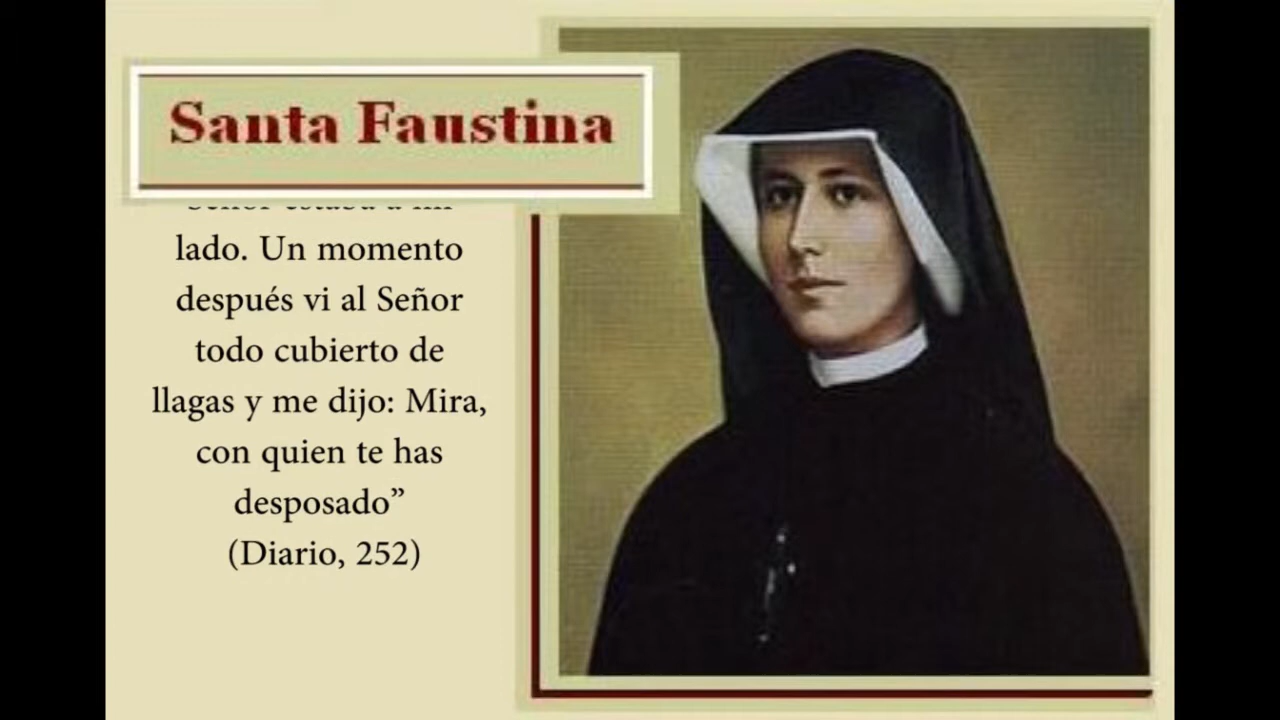 Santa Faustina
lado. Un momento
después vi al Señor
todo cubierto de
llagas y me dijo: Mira,
con quien te has
desposado”
(Diario, 252)